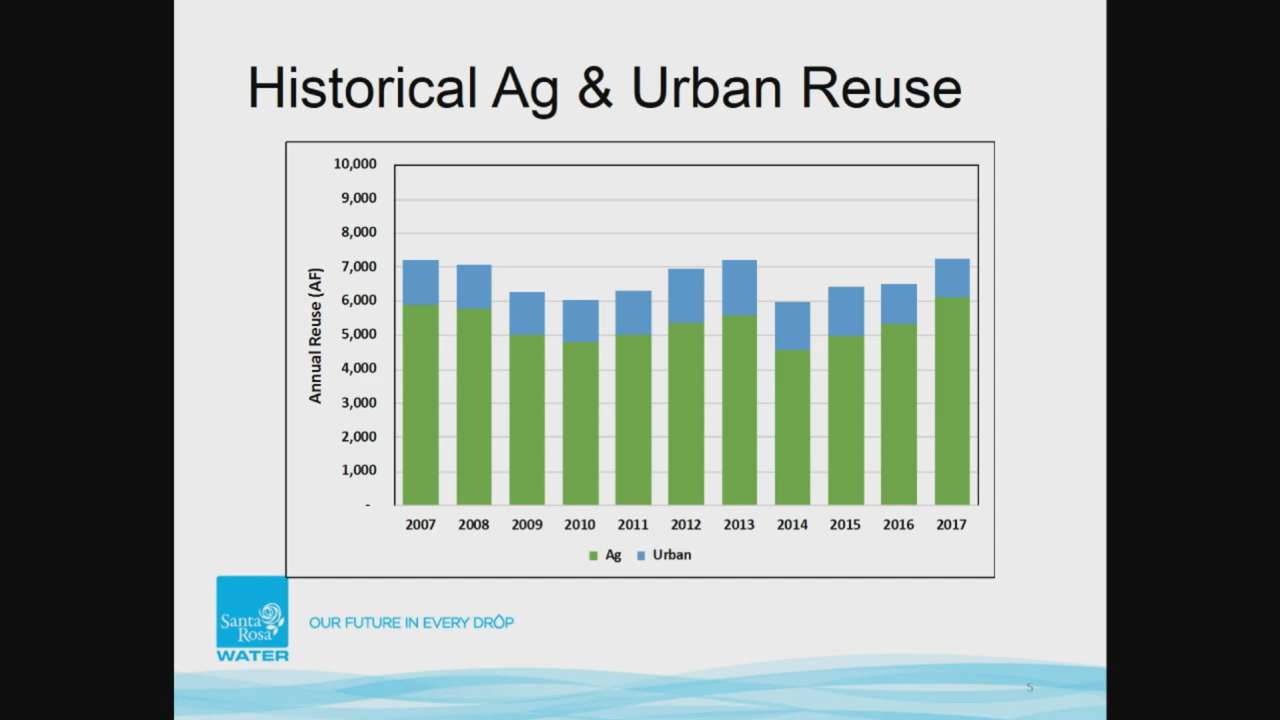 Historical Ag & Urban Reuse
10,000
9,000
8,000
7,000
6,000
5,000
4,000
3,000
2,000
1,000
-
Annual Reuse (AF)
2007 2008 2009 2010 2011 2012 2013 2014 2015 2016 2017
Ag Urban
Santa
Rosa
WATER
OUR FUTURE IN EVERY DRÔP
5